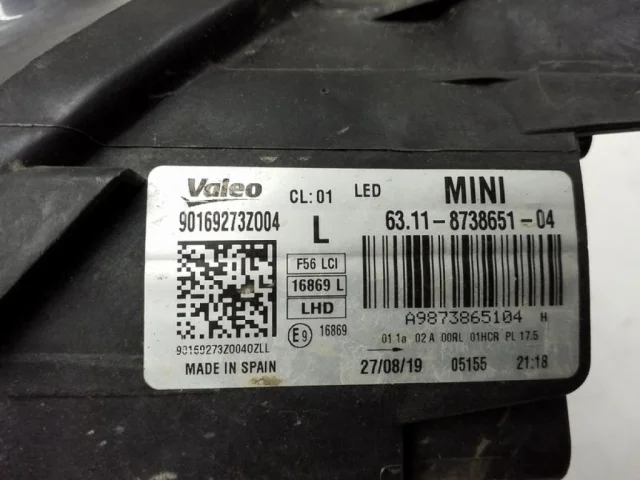 Valeo CL:01 LED MINI
90169273Z004 L 63.11-8738651-04
F56 LCI
16869 L
LHD
A9873865104 H
E9 16869
01 1a 02 A 00RL 01HCR PL 17.5
90169273Z0040ZLL
MADE IN SPAIN 27/08/19 05155 21:18